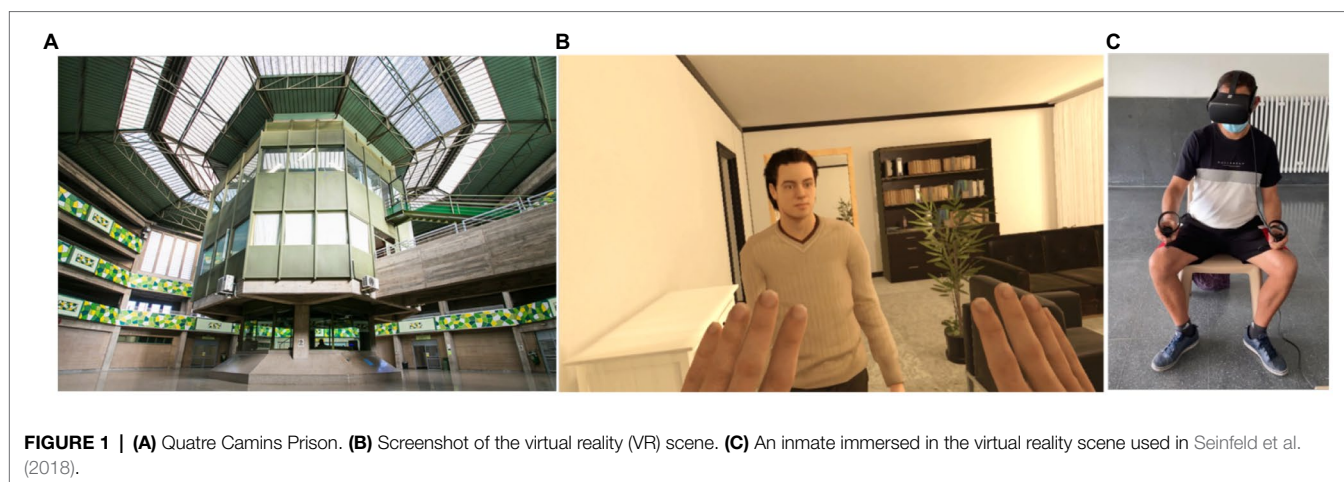 A
B
C
FIGURE 1 | (A) Quatre Camins Prison. (B) Screenshot of the virtual reality (VR) scene. (C) An inmate immersed in the virtual reality scene used in Seinfeld et al.
(2018).